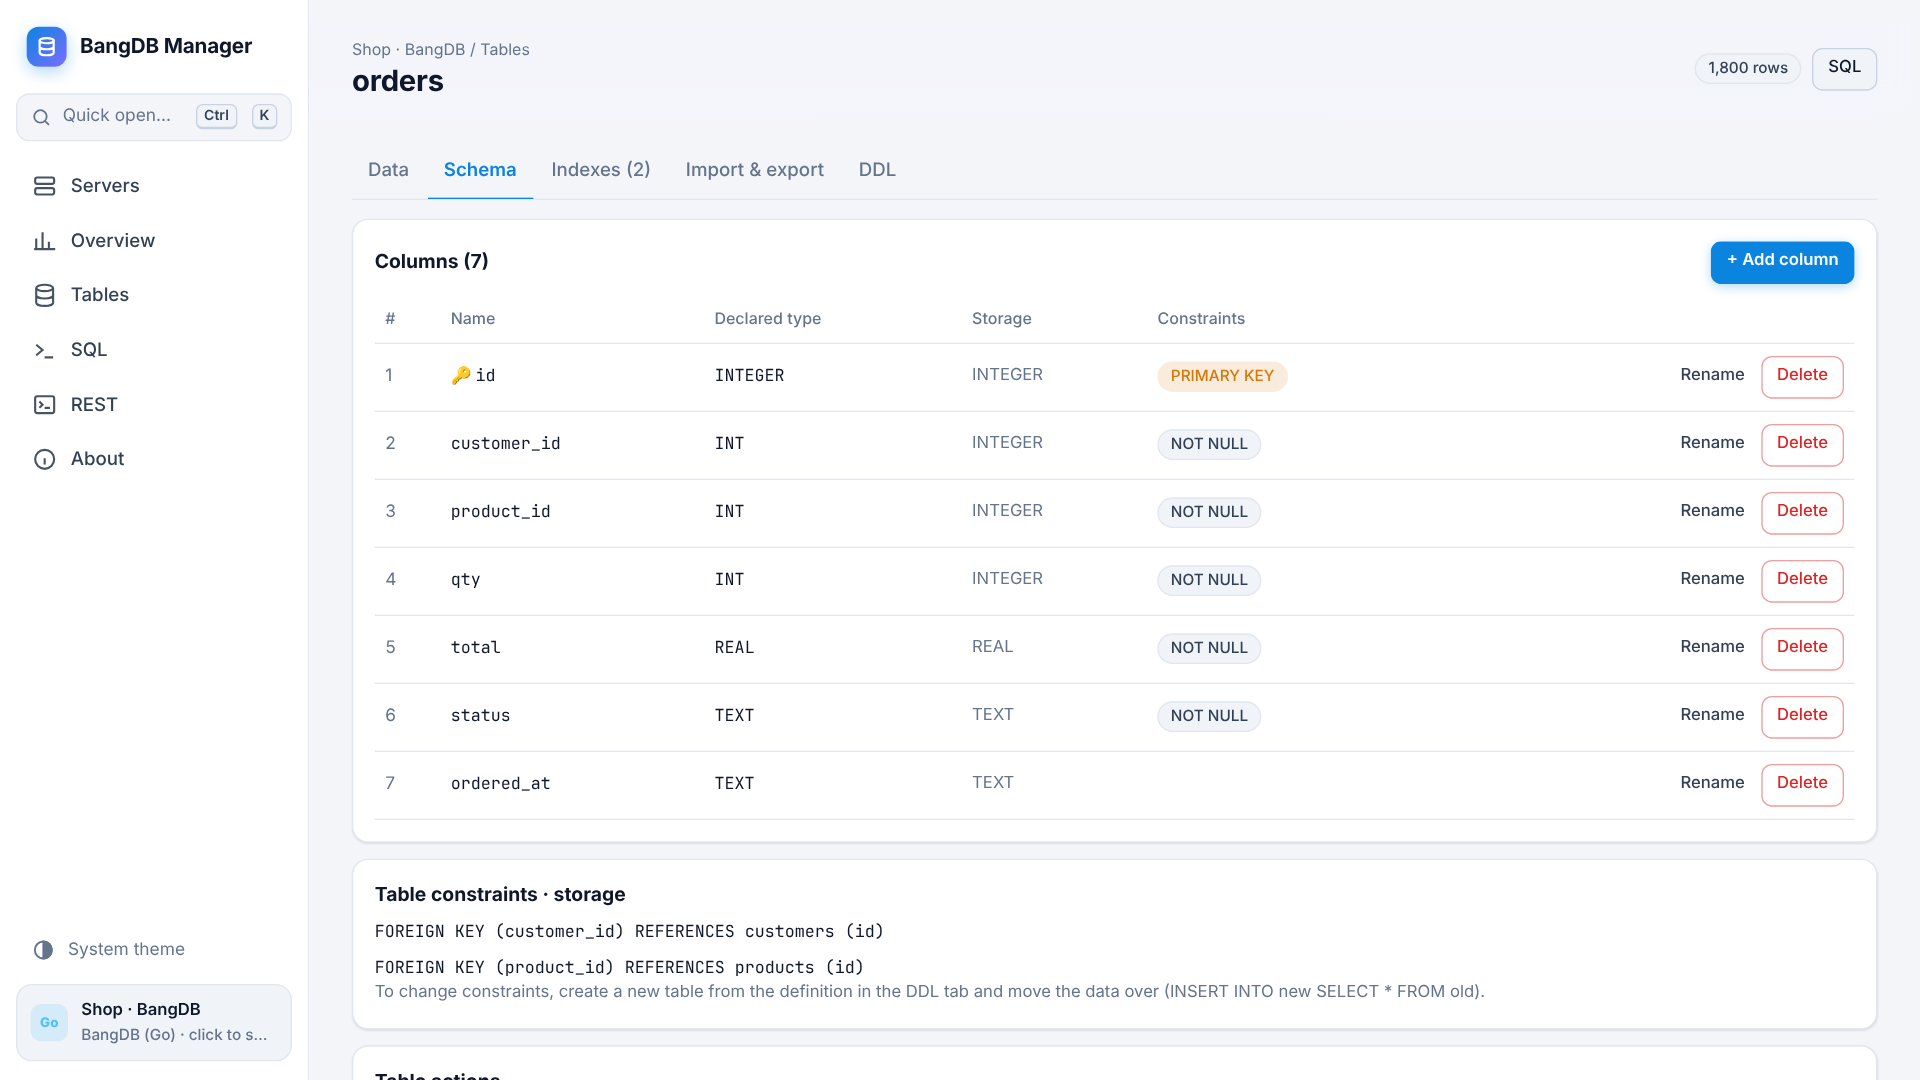 BangDB Manager
Quick open... Ctrl K
Servers
Overview
Tables
SQL
REST
About
System theme
Go
Shop · BangDB
BangDB (Go) · click to s...
Shop · BangDB / Tables
orders
1,800 rows
SQL
Data Schema Indexes (2) Import & export DDL
Columns (7)
+ Add column
# Name Declared type Storage Constraints
1 id INTEGER INTEGER PRIMARY KEY Rename Delete
2 customer_id INT INTEGER NOT NULL Rename Delete
3 product_id INT INTEGER NOT NULL Rename Delete
4 qty INT INTEGER NOT NULL Rename Delete
5 total REAL REAL NOT NULL Rename Delete
6 status TEXT TEXT NOT NULL Rename Delete
7 ordered_at TEXT TEXT Rename Delete
Table constraints · storage
FOREIGN KEY (customer_id) REFERENCES customers (id)
FOREIGN KEY (product_id) REFERENCES products (id)
To change constraints, create a new table from the definition in the DDL tab and move the data over (INSERT INTO new SELECT * FROM old).
Table actions